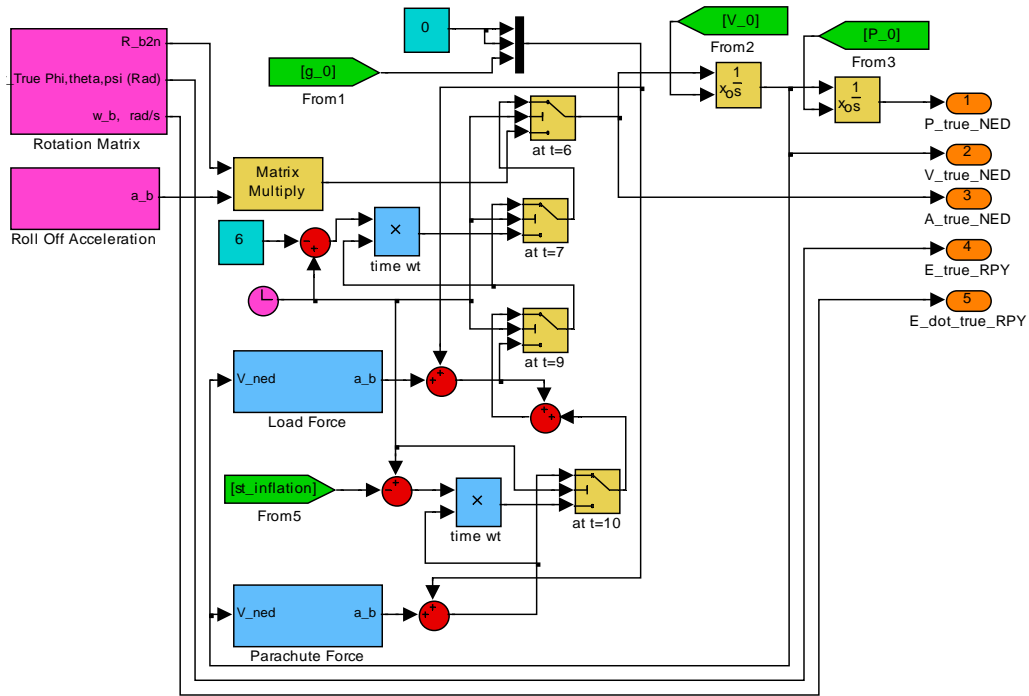 R_b2n
True Phi,theta,psi (Rad)
w_b, rad/s
Rotation Matrix
a_b
Roll Off Acceleration
Matrix
Multiply
0
[g_0]
From1
[V_0]
From2
[P_0]
From3
1
s
xo
1
s
xo
at t=6
1
P_true_NED
2
V_true_NED
3
A_true_NED
4
E_true_RPY
5
E_dot_true_RPY
6
-
+
×
time wt
at t=7
at t=9
V_ned
a_b
Load Force
+
+
+
+
[st_inflation]
From5
-
+
×
time wt
at t=10
V_ned
a_b
Parachute Force
+
+